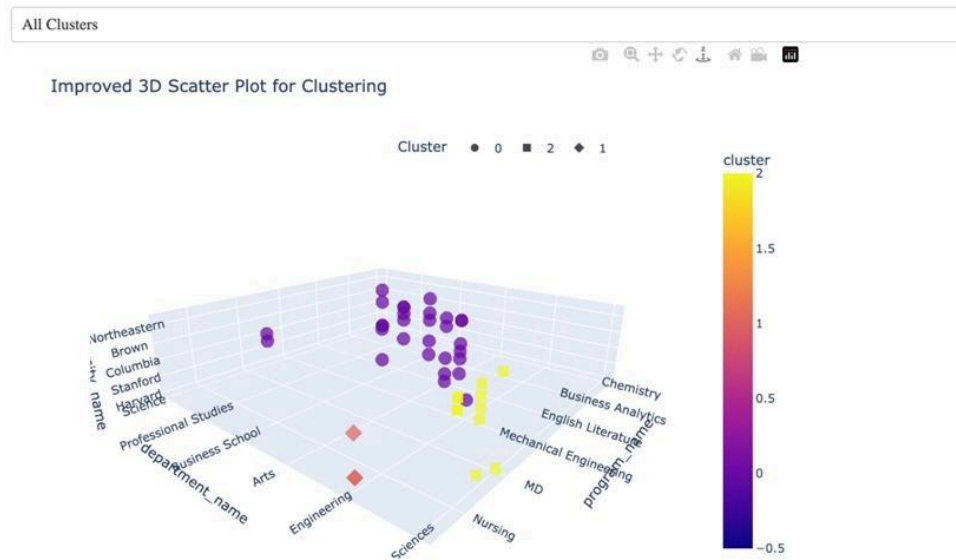 All Clusters
Improved 3D Scatter Plot for Clustering
Cluster 0 2 1
cluster
2
1.5
1
0.5
0
−0.5
Northeastern
Brown
Columbia
Stanford
Harvard
Science
Professional Studies
Business School
Arts
Engineering
Sciences
department_name
Chemistry
Business Analytics
English Literature
Mechanical Engineering
MD
Nursing
program_name